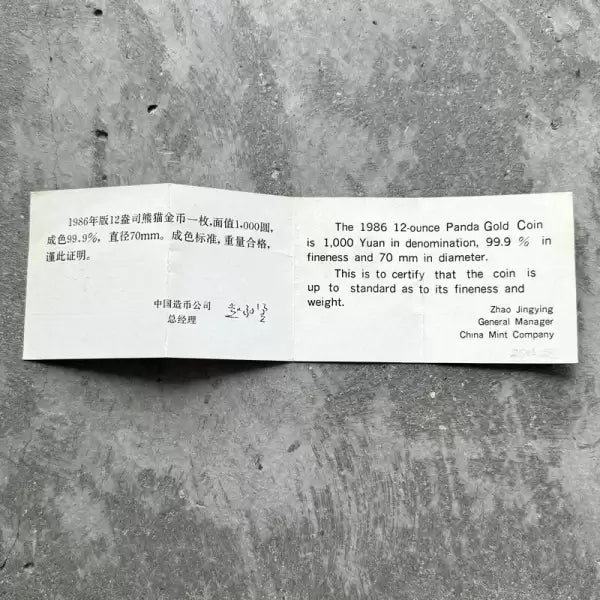 1986年版12盎司熊猫金币一枚,面值1,000圆,
成色99.9%, 直径70mm。成色标准,重量合格,
谨此证明。
中国造币公司
总经理
The 1986 12-ounce Panda Gold Coin
is 1,000 Yuan in denomination, 99.9 % in
fineness and 70 mm in diameter.
This is to certify that the coin is
up to standard as to its fineness and
weight.
Zhao Jingying
General Manager
China Mint Company